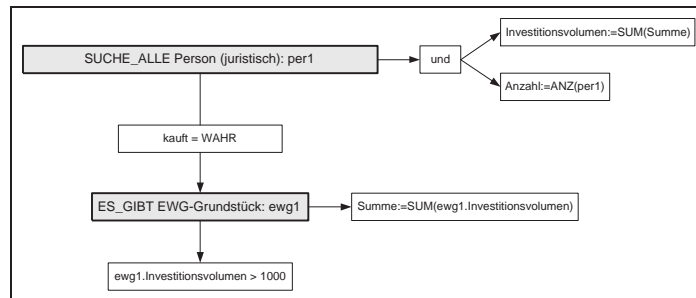 Investitionsvolumen:=SUM(Summe)
SUCHE_ALLE Person (juristisch): per1
und
Anzahl:=ANZ(per1)
kauft = WAHR
ES_GIBT EWG-Grundstück: ewg1
Summe:=SUM(ewg1.Investitionsvolumen)
ewg1.Investitionsvolumen > 1000